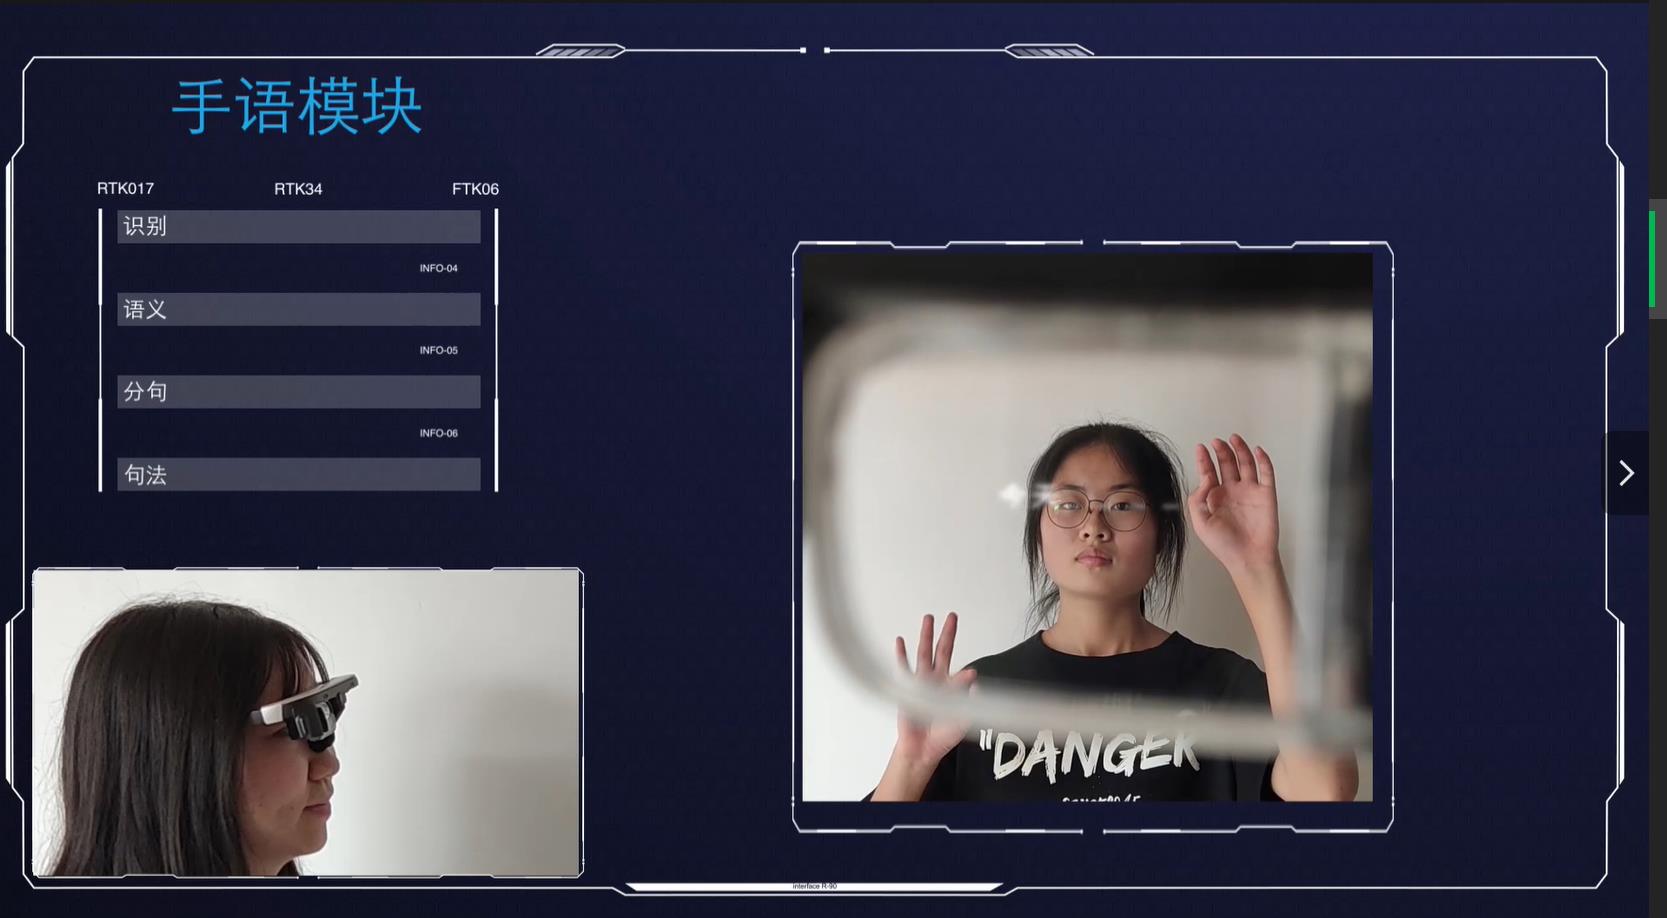 手语模块
RTK017 RTK34 FTK06
识别
INFO-04
语义
INFO-05
分句
INFO-06
句法
"DANGER
interface R-90